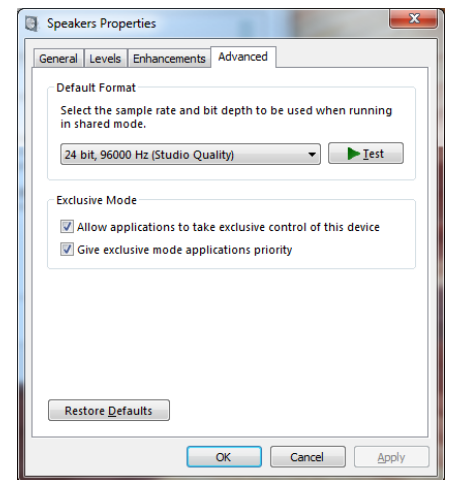 Speakers Properties
General Levels Enhancements Advanced
Default Format
Select the sample rate and bit depth to be used when running
in shared mode.
24 bit, 96000 Hz (Studio Quality)
Test
Exclusive Mode
Allow applications to take exclusive control of this device
Give exclusive mode applications priority
Restore Defaults
OK Cancel Apply